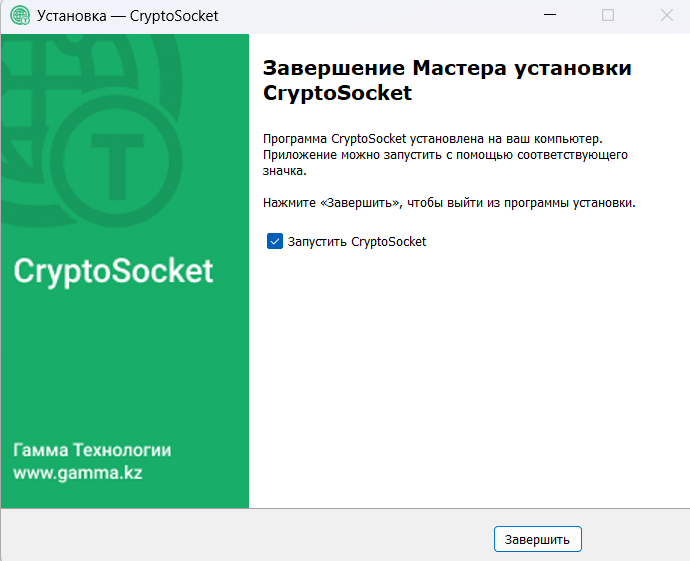 Установка — CryptoSocket
T
CryptoSocket
Гамма Технологии
www.gamma.kz
Завершение Мастера установки
CryptoSocket
Программа CryptoSocket установлена на ваш компьютер.
Приложение можно запустить с помощью соответствующего
значка.
Нажмите «Завершить», чтобы выйти из программы установки.
Запустить CryptoSocket
Завершить